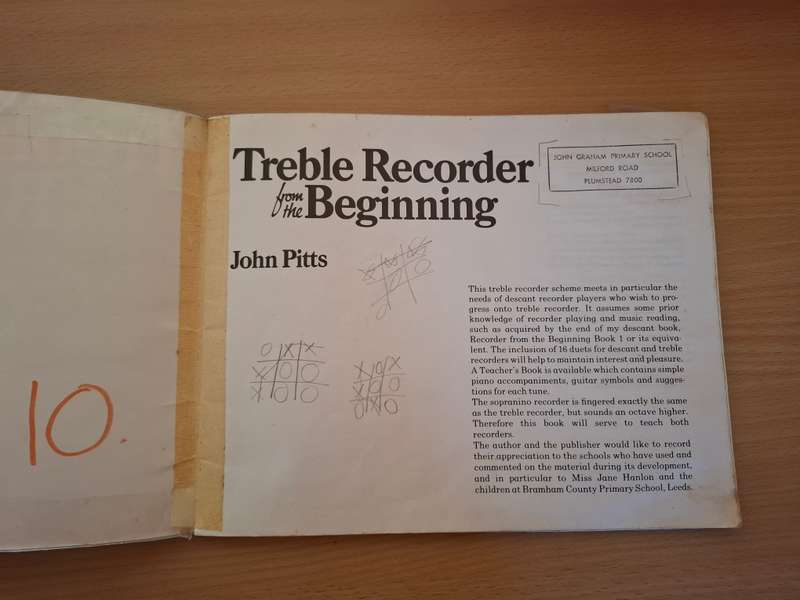 10.
Treble Recorder
from the Beginning
John Pitts
JOHN GRAHAM PRIMARY SCHOOL
MILFORD ROAD
PLUMSTEAD 7800
O X X
X O O
X O O
X O X
X O O
O X O
This treble recorder scheme meets in particular the
needs of descant recorder players who wish to pro-
gress onto treble recorder. It assumes some prior
knowledge of recorder playing and music reading,
such as acquired by the end of my descant book,
Recorder from the Beginning Book 1 or its equiva-
lent. The inclusion of 16 duets for descant and treble
recorders will help to maintain interest and pleasure.
A Teacher's Book is available which contains simple
piano accompaniments, guitar symbols and sugges-
tions for each tune.
The sopranino recorder is fingered exactly the same
as the treble recorder, but sounds an octave higher.
Therefore this book will serve to teach both
recorders.
The author and the publisher would like to record
their appreciation to the schools who have used and
commented on the material during its development,
and in particular to Miss Jane Hanlon and the
children at Bramham County Primary School, Leeds.